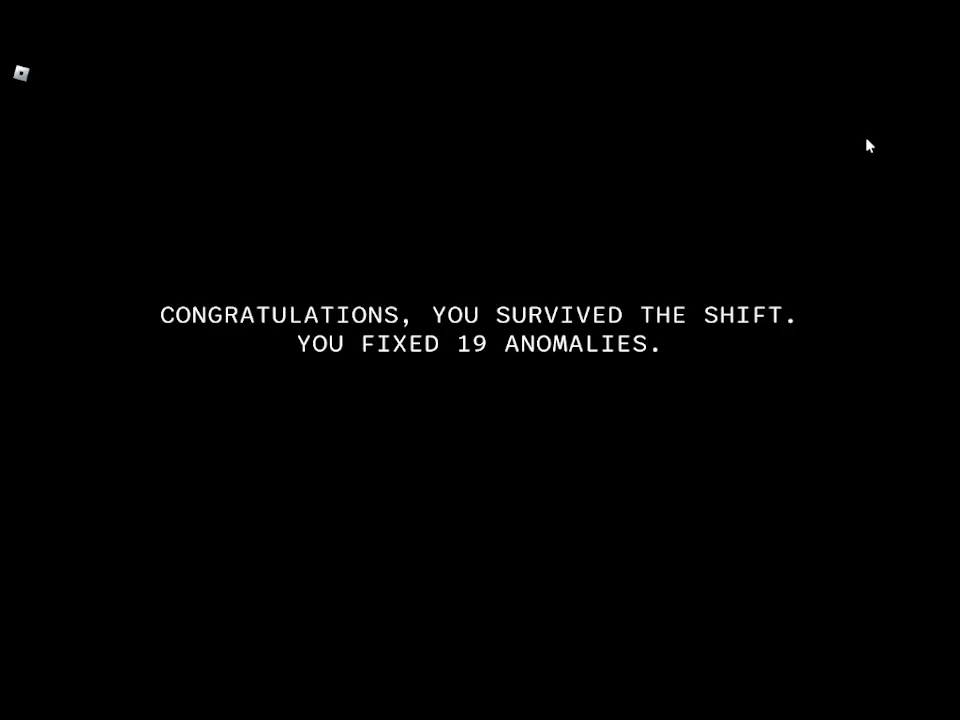 CONGRATULATIONS, YOU SURVIVED THE SHIFT.
YOU FIXED 19 ANOMALIES.